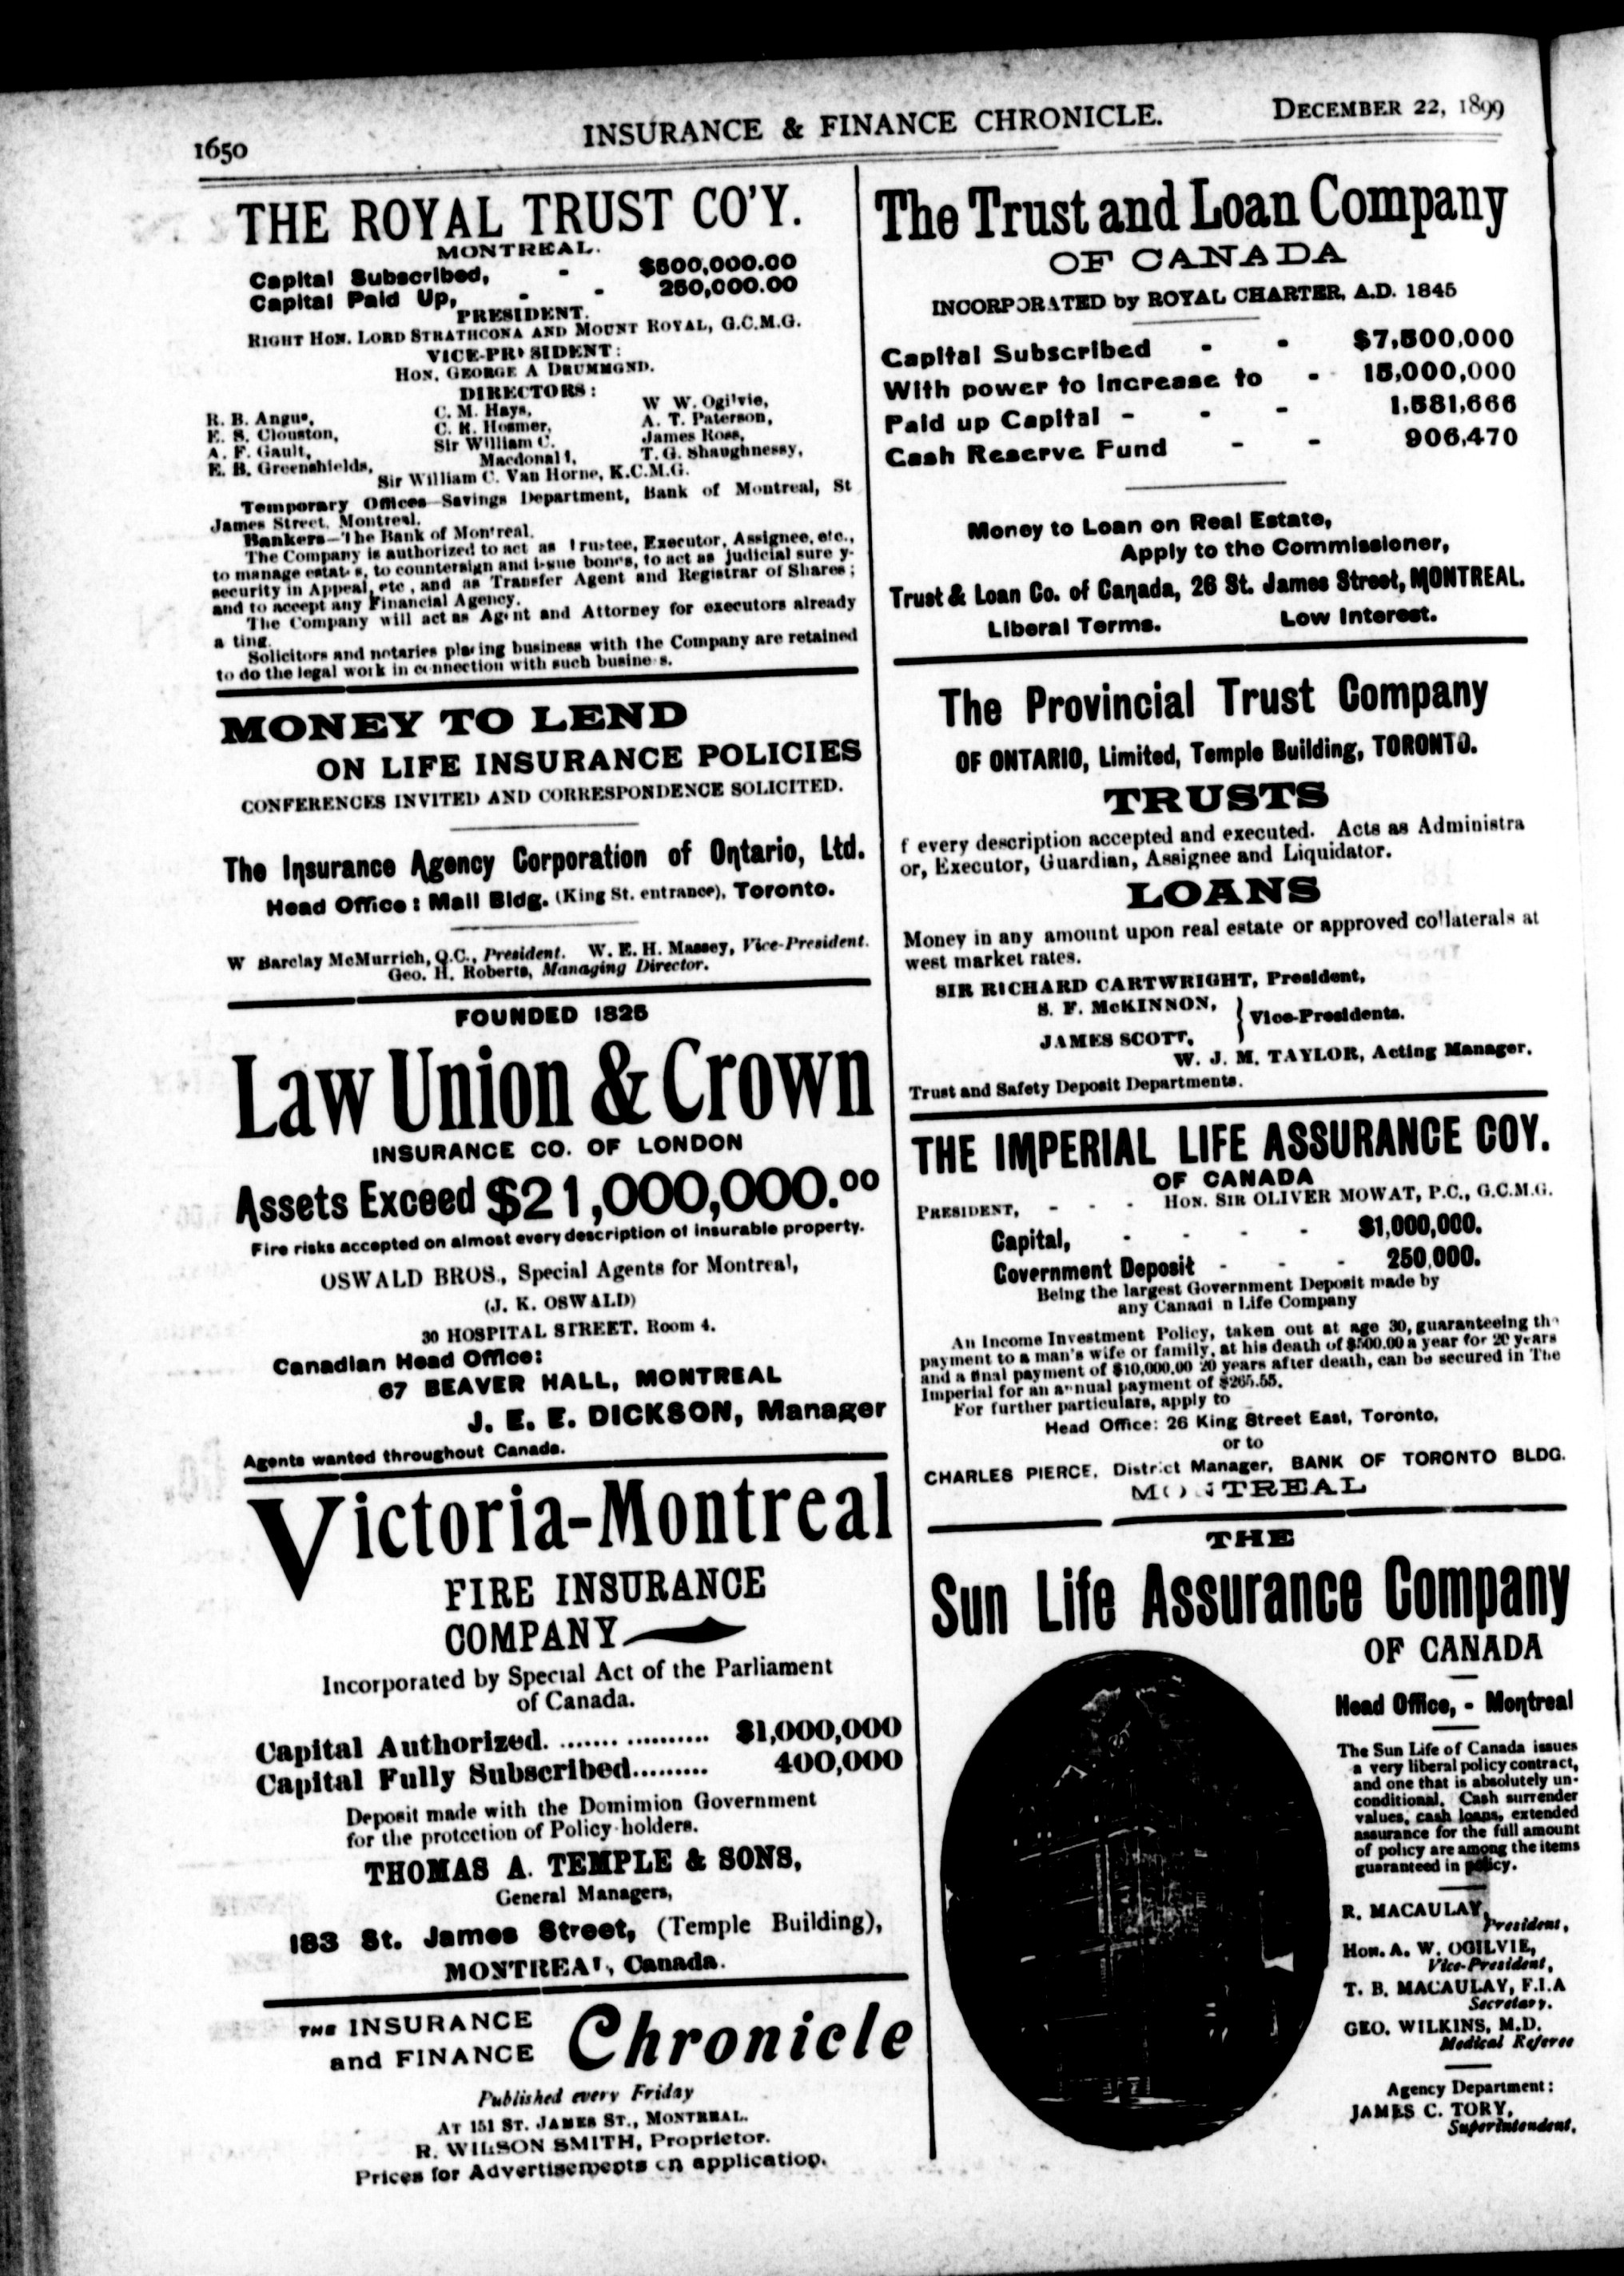 1650
INSURANCE & FINANCE CHRONICLE.
DECEMBER 22, 1899
THE ROYAL TRUST CO'Y.
MONTREAL.
Capital Subscribed, - $500,000.00
Capital Paid Up, - - 250,000.00
PRESIDENT.
RIGHT HON. LORD STRATHCONA AND MOUNT ROYAL, G.C.M.G.
VICE-PRESIDENT:
HON. GEORGE A DRUMMOND.
DIRECTORS:
R. B. Angus, C. M. Hays, W W. Ogilvie,
E. S. Clouston, C. R. Hosmer, A. T. Paterson,
A. F. Gault, Sir William C. James Ross,
E. B. Greenshields, Macdonald, T. G. Shaughnessy,
Sir William C. Van Horne, K.C.M.G.
Temporary Offices—Savings Department, Bank of Montreal, St
James Street, Montreal.
Bankers—The Bank of Montreal.
The Company is authorized to act as Trustee, Executor, Assignee, etc.,
to manage estates, to countersign and issue bonds, to act as judicial surety-
security in Appeal, etc, and as Transfer Agent and Registrar of Shares;
and to accept any Financial Agency.
The Company will act as Agent and Attorney for executors already
a ting.
Solicitors and notaries placing business with the Company are retained
to do the legal work in connection with such busine s.
MONEY TO LEND
ON LIFE INSURANCE POLICIES
CONFERENCES INVITED AND CORRESPONDENCE SOLICITED.
The Insurance Agency Corporation of Ontario, Ltd.
Head Office: Mail Bldg. (King St. entrance), Toronto.
W Barclay McMurrich, Q.C., President. W. E. H. Massey, Vice-President.
Geo. H. Roberts, Managing Director.
FOUNDED 1825
Law Union & Crown
INSURANCE CO. OF LONDON
Assets Exceed $21,000,000.00
Fire risks accepted on almost every description of insurable property.
OSWALD BROS., Special Agents for Montreal,
(J. K. OSWALD)
30 HOSPITAL STREET. Room 4.
Canadian Head Office:
67 BEAVER HALL, MONTREAL
J. E. E. DICKSON, Manager
Agents wanted throughout Canada.
Victoria-Montreal
FIRE INSURANCE
COMPANY
Incorporated by Special Act of the Parliament
of Canada.
Capital Authorized. ....... .......... $1,000,000
Capital Fully Subscribed......... 400,000
Deposit made with the Domimion Government
for the protection of Policy-holders.
THOMAS A. TEMPLE & SONS,
General Managers,
183 St. James Street, (Temple Building),
MONTREAL, Canada.
THE INSURANCE
and FINANCE Chronicle
Published every Friday
AT 151 ST. JAMES ST., MONTREAL.
R. WILSON SMITH, Proprietor.
Prices for Advertisements on application.
The Trust and Loan Company
OF CANADA
INCORPORATED by ROYAL CHARTER, A.D. 1845
Capital Subscribed - - $7,500,000
With power to increase to - 15,000,000
Paid up Capital - - - 1,581,666
Cash Reserve Fund - - 906,470
Money to Loan on Real Estate,
Apply to the Commissioner,
Trust & Loan Co. of Canada, 26 St. James Street, MONTREAL.
Liberal Terms. Low Interest.
The Provincial Trust Company
OF ONTARIO, Limited, Temple Building, TORONTO.
TRUSTS
f every description accepted and executed. Acts as Administra
or, Executor, Guardian, Assignee and Liquidator.
LOANS
Money in any amount upon real estate or approved collaterals at
west market rates.
SIR RICHARD CARTWRIGHT, President,
S. F. McKINNON, } Vice-Presidents.
JAMES SCOTT,
W. J. M. TAYLOR, Acting Manager.
Trust and Safety Deposit Departments.
THE IMPERIAL LIFE ASSURANCE COY.
OF CANADA
PRESIDENT, - - - HON. SIR OLIVER MOWAT, P.C., G.C.M.G.
Capital, - - - - $1,000,000.
Government Deposit - - - 250,000.
Being the largest Government Deposit made by
any Canadi n Life Company
An Income Investment Policy, taken out at age 30, guaranteeing the
payment to a man's wife or family, at his death of $500.00 a year for 20 years
and a final payment of $10,000.00 20 years after death, can be secured in The
Imperial for an annual payment of $265.55.
For further particulars, apply to
Head Office: 26 King Street East, Toronto,
or to
CHARLES PIERCE, District Manager, BANK OF TORONTO BLDG.
MONTREAL
THE
Sun Life Assurance Company
OF CANADA
Head Office, - Montreal
The Sun Life of Canada issues
a very liberal policy contract,
and one that is absolutely un-
conditional. Cash surrender
values, cash loans, extended
assurance for the full amount
of policy are among the items
guaranteed in policy.
R. MACAULAY,
President,
Hon. A. W. OGILVIE,
Vice-President,
T. B. MACAULAY, F.I.A
Secretary.
GEO. WILKINS, M.D.
Medical Referee
Agency Department:
JAMES C. TORY,
Superintendent,